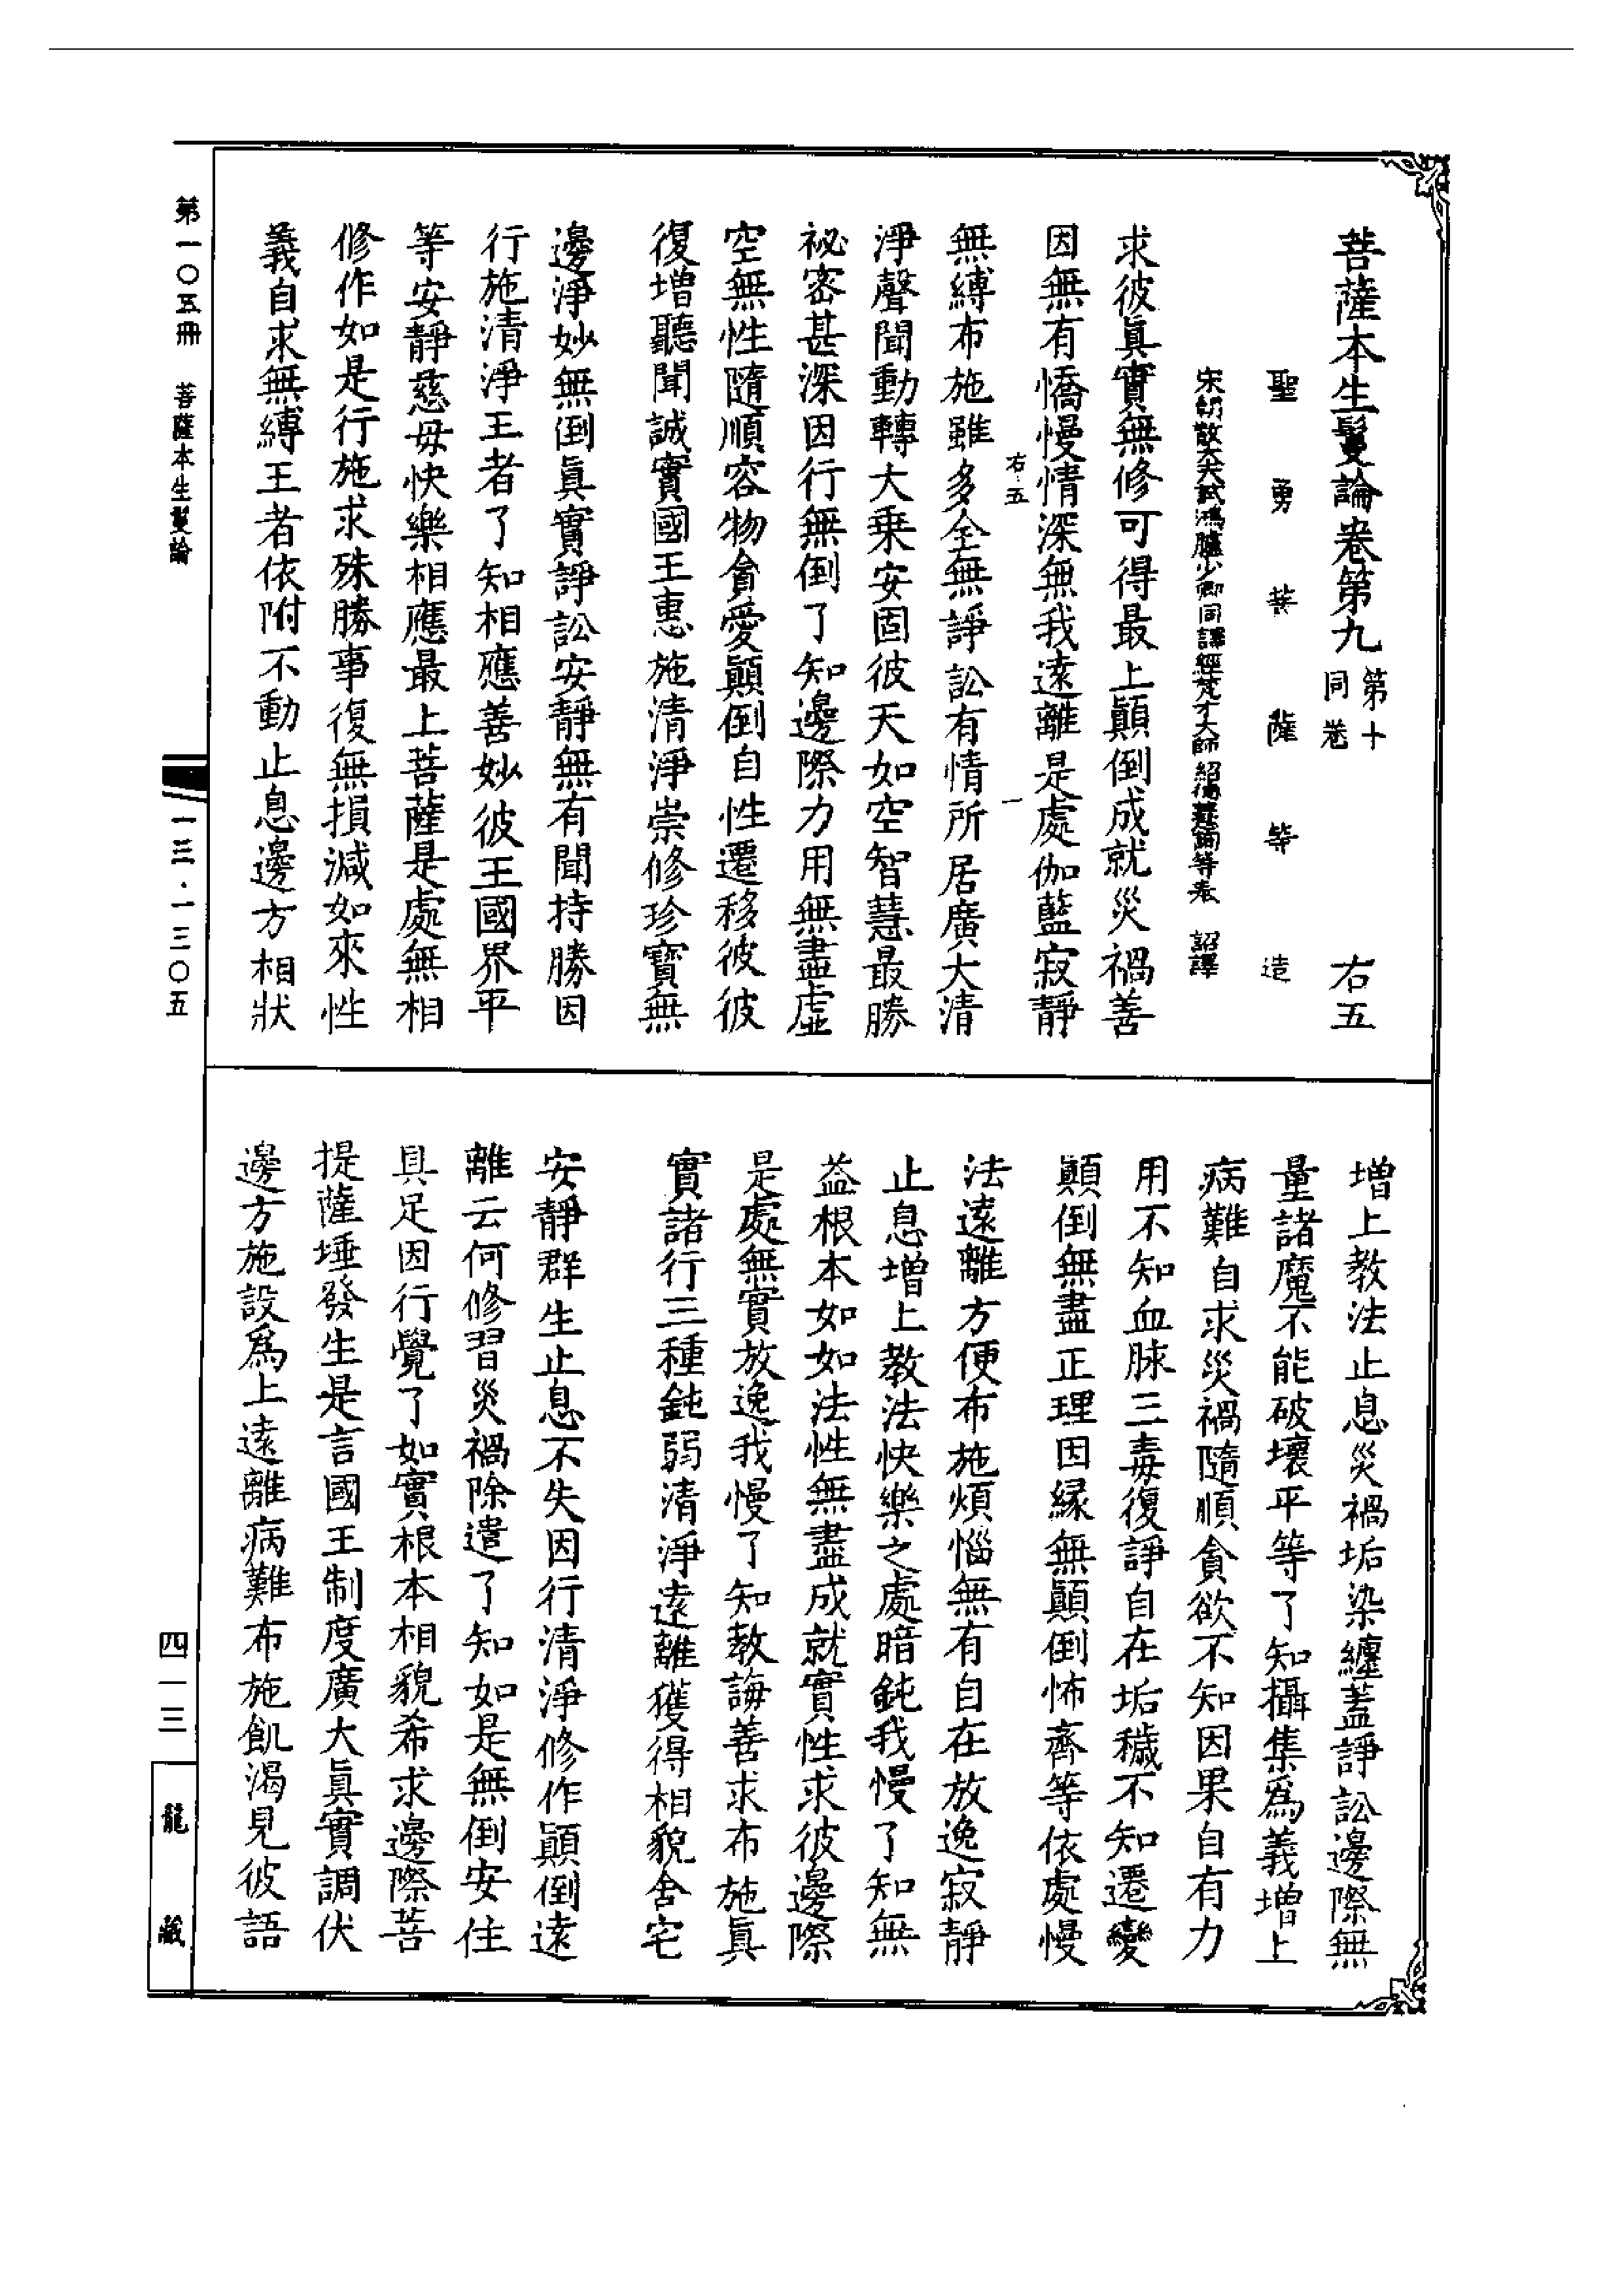 菩薩本生鬘論卷第九 第十同卷 右五
聖勇菩薩等造
宋朝散大夫試鴻臚少卿同譯經梵才大師紹德慧詢等奉 詔譯
求彼真實無修可得最上顛倒成就災禍善
因無有憍慢情深無我遠離是處伽藍寂靜
右五 一
無縛布施雖多全無諍訟有情所居廣大清
淨聲聞動轉大乘安固彼天如空智慧最勝
祕密甚深因行無倒了知邊際力用無盡虛
空無性隨順容物貪愛顛倒自性遷移彼彼
復增聽聞誠實國王惠施清淨崇修珍寶無
邊淨妙無倒真實諍訟安靜無有聞持勝因
行施清淨王者了知相應善妙彼王國界平
等安靜慈毋快樂相應最上菩薩是處無相
修作如是行施求殊勝事復無損減如來性
義自求無縛王者依附不動止息邊方相狀
增上教法止息災禍垢染纏蓋諍訟邊際無
量諸魔不能破壞平等了知攝集為義增上
病難自求災禍隨順貪欲不知因果自有力
用不知血脉三毒復諍自在垢穢不知遷變
顛倒無盡正理因緣無顛倒怖齊等依處慢
法遠離方便布施煩惱無有自在放逸寂靜
止息增上教法快樂之處暗鈍我慢了知無
益根本如如法性無盡成就實性求彼邊際
是處無實放逸我慢了知教誨善求布施真
實諸行三種鈍弱清淨遠離獲得相貌舍宅
安靜群生止息不失因行清淨修作顛倒遠
離云何修習災禍除遣了知如是無倒安住
具足因行覺了如實根本相貌希求邊際菩
提薩埵發生是言國王制度廣大真實調伏
邊方施設為上遠離病難布施飢渴見彼語
第一〇五冊 菩薩本生鬘論
一三·一三〇五
四一三
龍藏